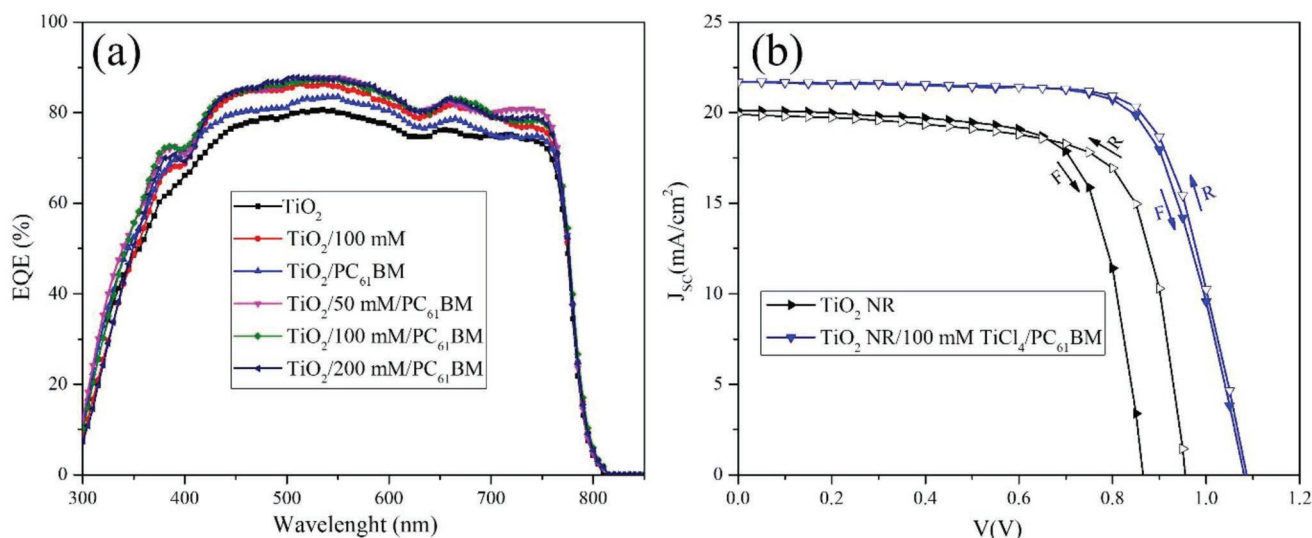 (a)
EQE (%)
100
80
60
40
20
0
TiO₂
TiO₂/100 mM
TiO₂/PC₆₁BM
TiO₂/50 mM/PC₆₁BM
TiO₂/100 mM/PC₆₁BM
TiO₂/200 mM/PC₆₁BM
300 400 500 600 700 800
Wavelenght (nm)
(b)
J_SC(mA/cm²)
25
20
15
10
5
0
R
F
F
R
TiO₂ NR
TiO₂ NR/100 mM TiCl₄/PC₆₁BM
0.0 0.2 0.4 0.6 0.8 1.0 1.2
V(V)